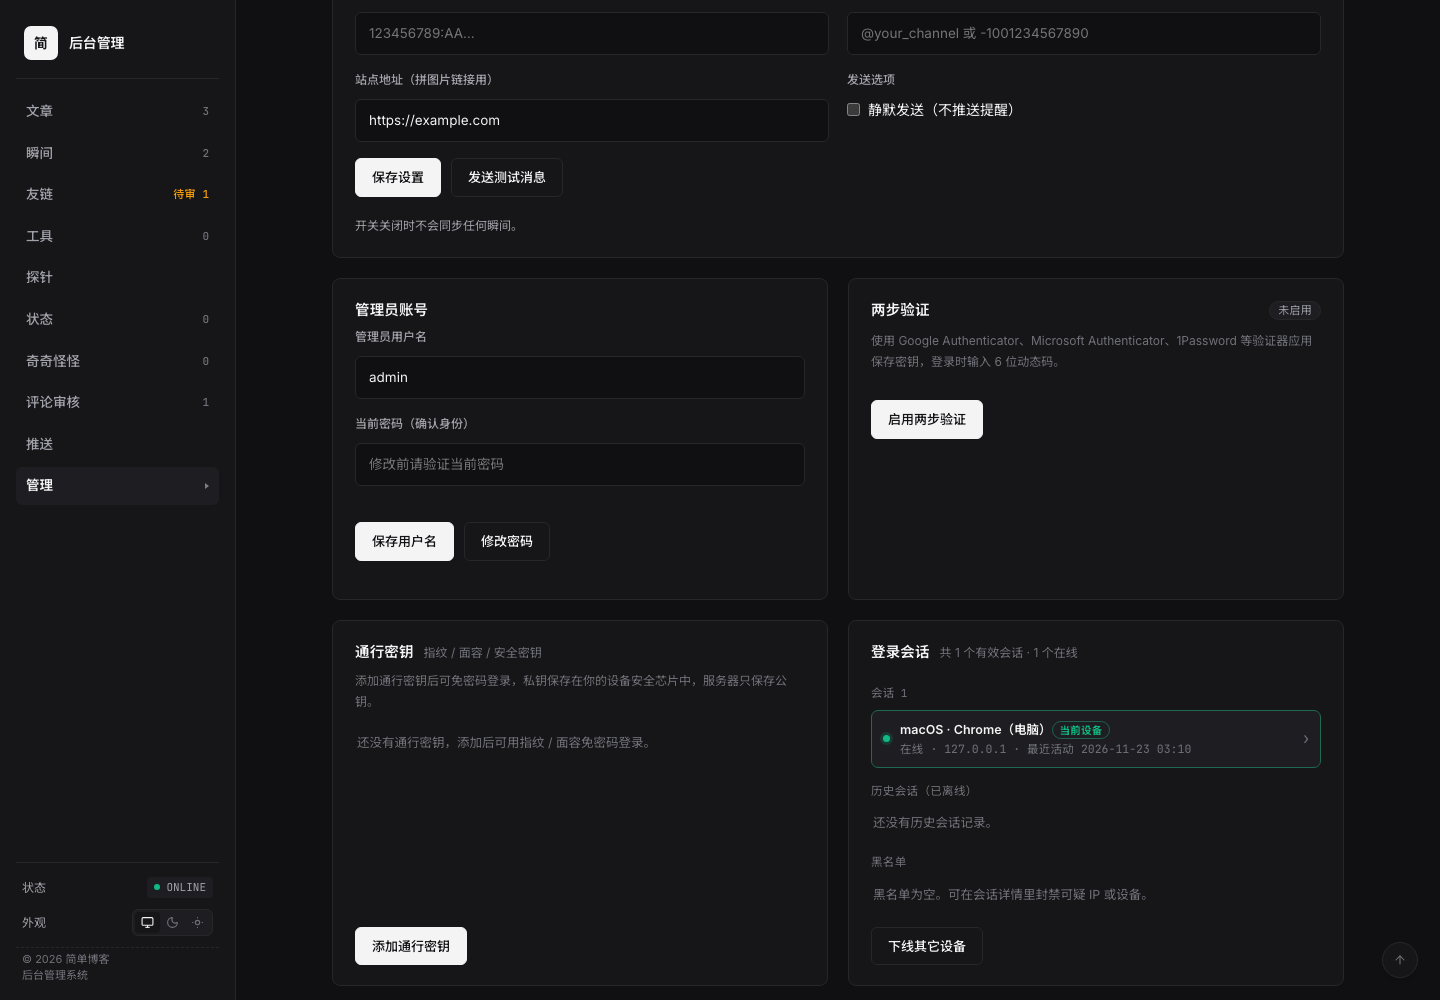 简 后台管理
文章 3
瞬间 2
友链 待审 1
工具 0
探针
状态 0
奇奇怪怪 0
评论审核 1
推送
管理
状态 ONLINE
外观
© 2026 简单博客
后台管理系统
123456789:AA...
@your_channel 或 -1001234567890
站点地址（拼图片链接用）
https://example.com
发送选项
静默发送（不推送提醒）
保存设置 发送测试消息
开关关闭时不会同步任何瞬间。
管理员账号
管理员用户名
admin
当前密码（确认身份）
修改前请验证当前密码
保存用户名 修改密码
两步验证 未启用
使用 Google Authenticator、Microsoft Authenticator、1Password 等验证器应用
保存密钥，登录时输入 6 位动态码。
启用两步验证
通行密钥 指纹 / 面容 / 安全密钥
添加通行密钥后可免密码登录，私钥保存在你的设备安全芯片中，服务器只保存公
钥。
还没有通行密钥，添加后可用指纹 / 面容免密码登录。
添加通行密钥
登录会话 共 1 个有效会话 · 1 个在线
会话 1
macOS · Chrome（电脑） 当前设备
在线 · 127.0.0.1 · 最近活动 2026-11-23 03:10
历史会话（已离线）
还没有历史会话记录。
黑名单
黑名单为空。可在会话详情里封禁可疑 IP 或设备。
下线其它设备